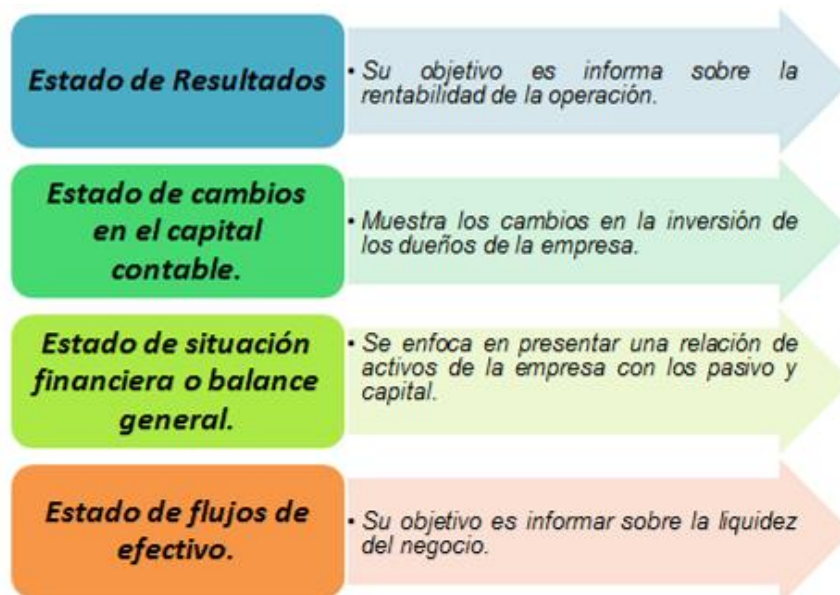 Estado de Resultados
• Su objetivo es informa sobre la
rentabilidad de la operación.
Estado de cambios
en el capital
contable.
• Muestra los cambios en la inversión de
los dueños de la empresa.
Estado de situación
financiera o balance
general.
• Se enfoca en presentar una relación de
activos de la empresa con los pasivo y
capital.
Estado de flujos de
efectivo.
• Su objetivo es informar sobre la liquidez
del negocio.